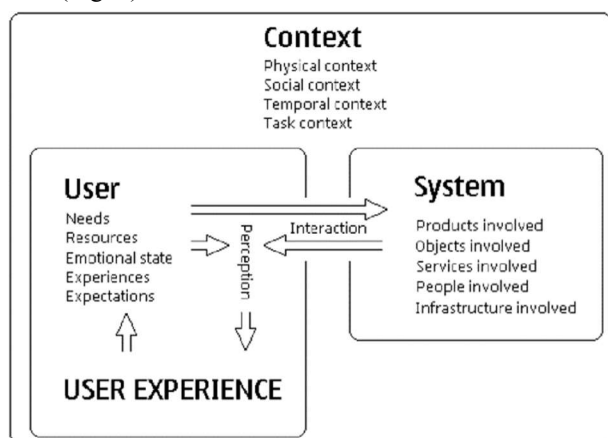 Context
Physical context
Social context
Temporal context
Task context
User
Needs
Resources
Emotional state
Experiences
Expectations
Perception
Interaction
System
Products involved
Objects involved
Services involved
People involved
Infrastructure involved
USER EXPERIENCE